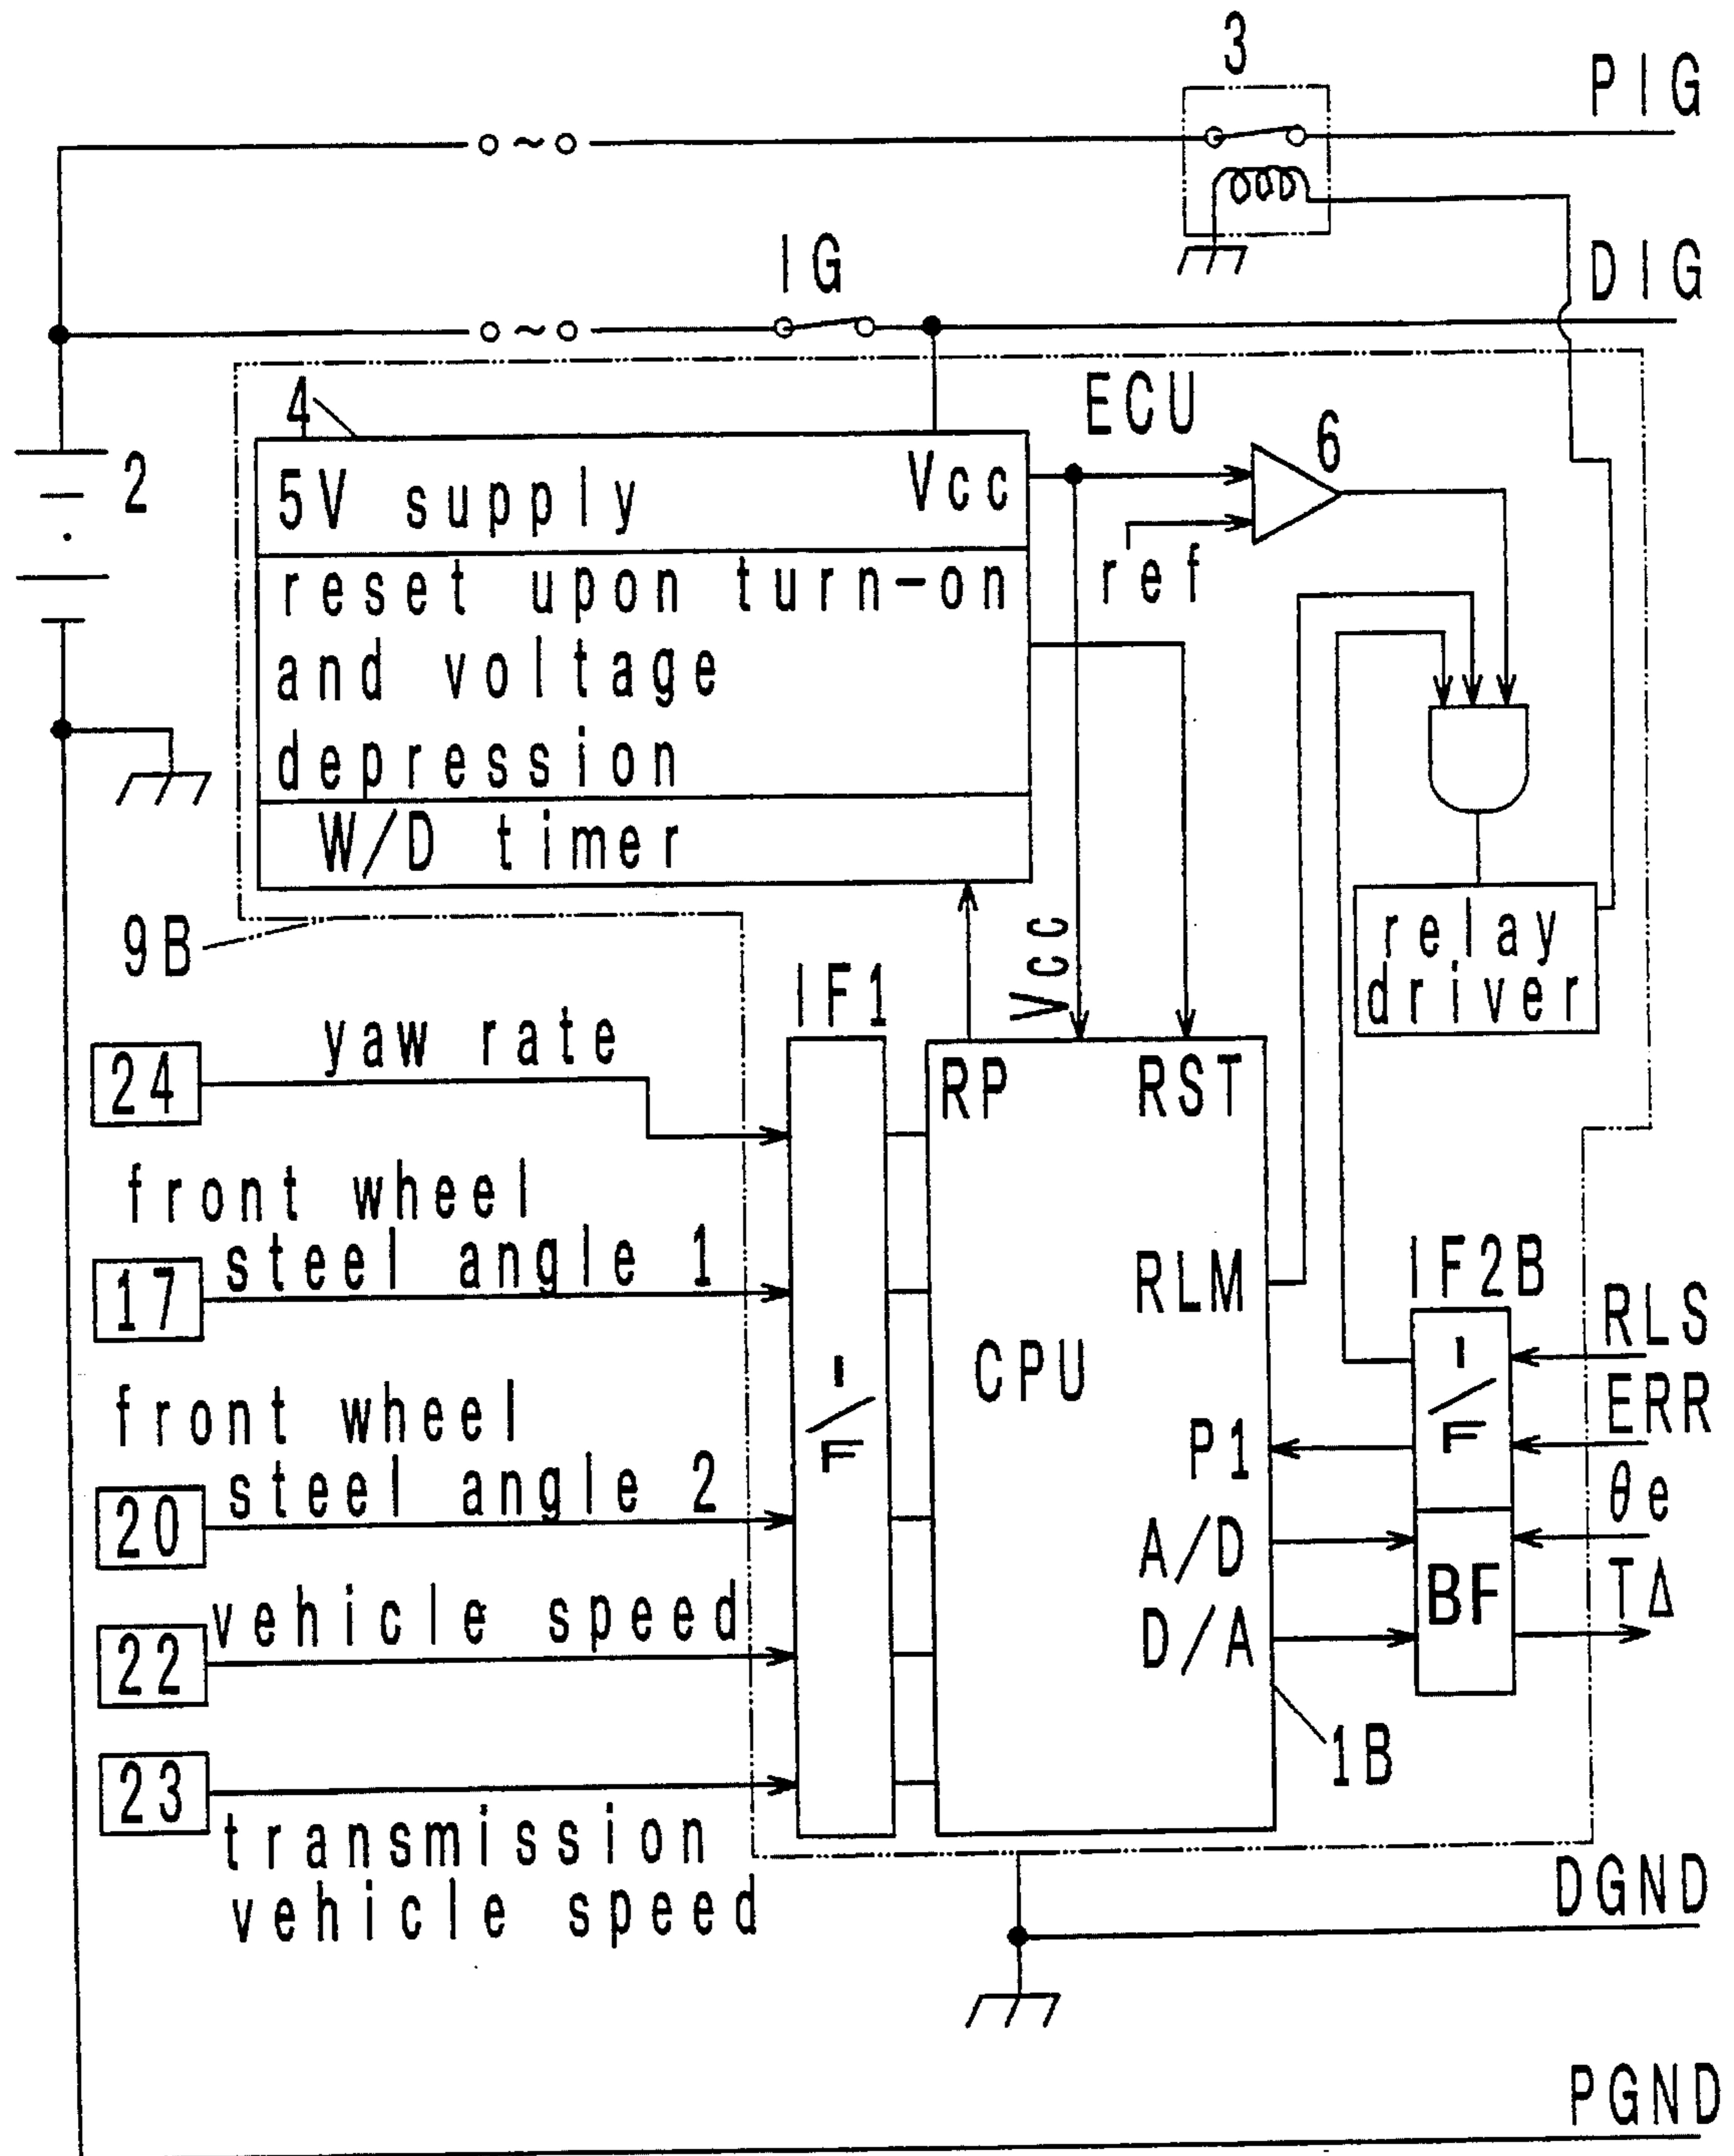 3
PIG
IG
DIG
ECU
4
6
2
5V supply Vcc
ref
reset upon turn-on
and voltage
depression
W/D timer
9B
Vcc
relay
driver
IF1
yaw rate
24
RP RST
front wheel
steel angle 1
17
RLM
IF2B
RLS
CPU
I/F
I/F
ERR
front wheel
steel angle 2
20
P1
θe
A/D
BF
TΔ
vehicle speed
22
D/A
1B
23
transmission
vehicle speed
DGND
PGND